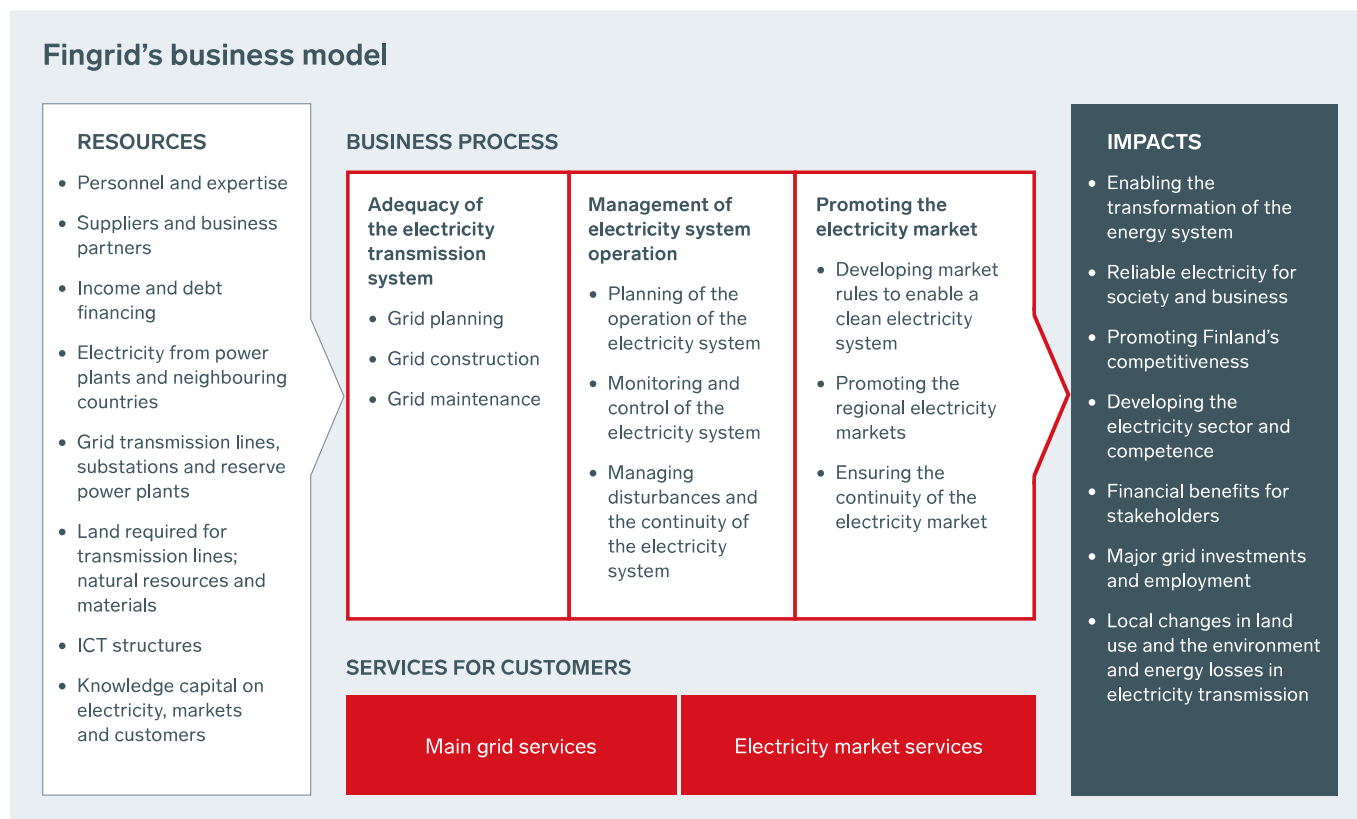 Fingrid's business model
RESOURCES
• Personnel and expertise
• Suppliers and business
partners
• Income and debt
financing
• Electricity from power
plants and neighbouring
countries
• Grid transmission lines,
substations and reserve
power plants
• Land required for
transmission lines;
natural resources and
materials
• ICT structures
• Knowledge capital on
electricity, markets
and customers
BUSINESS PROCESS
Adequacy of
the electricity
transmission
system
• Grid planning
• Grid construction
• Grid maintenance
Management of
electricity system
operation
• Planning of the
operation of the
electricity system
• Monitoring and
control of the
electricity system
• Managing
disturbances and
the continuity of
the electricity
system
Promoting the
electricity market
• Developing market
rules to enable a
clean electricity
system
• Promoting the
regional electricity
markets
• Ensuring the
continuity of the
electricity market
SERVICES FOR CUSTOMERS
Main grid services
Electricity market services
IMPACTS
• Enabling the
transformation of the
energy system
• Reliable electricity for
society and business
• Promoting Finland's
competitiveness
• Developing the
electricity sector and
competence
• Financial benefits for
stakeholders
• Major grid investments
and employment
• Local changes in land
use and the environment
and energy losses in
electricity transmission